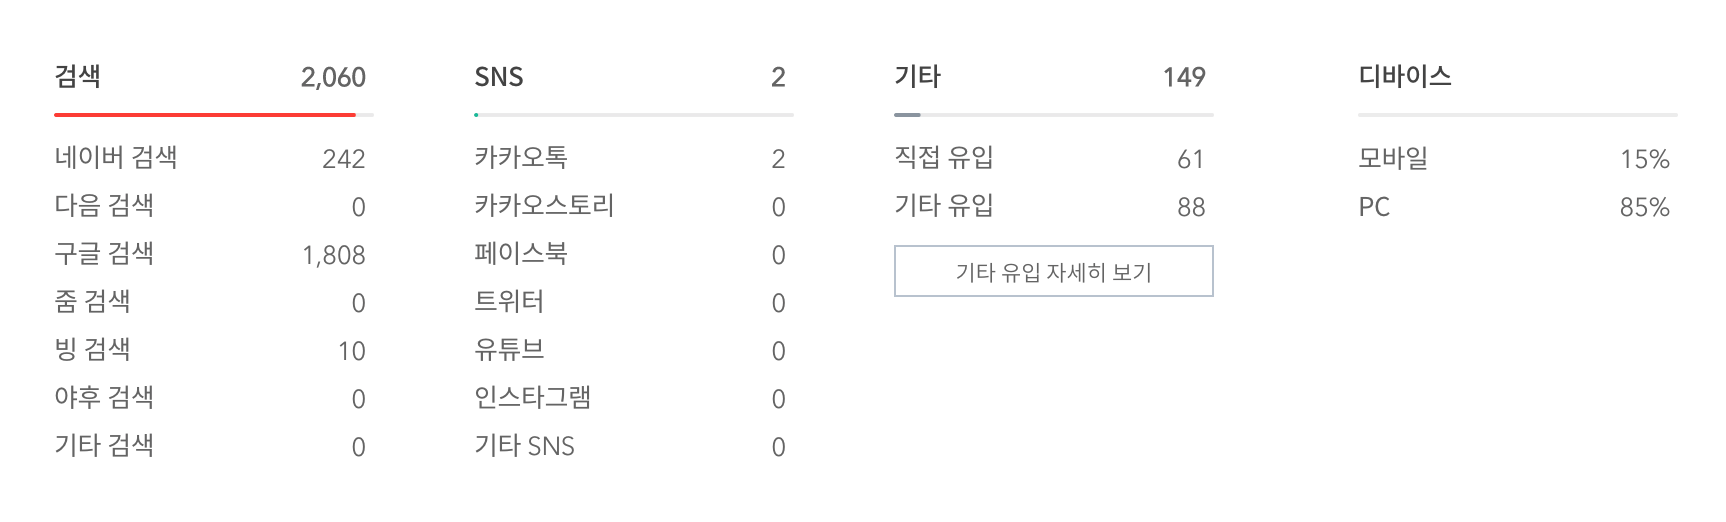 검색 2,060
네이버 검색 242
다음 검색 0
구글 검색 1,808
줌 검색 0
빙 검색 10
야후 검색 0
기타 검색 0
SNS 2
카카오톡 2
카카오스토리 0
페이스북 0
트위터 0
유튜브 0
인스타그램 0
기타 SNS 0
기타 149
직접 유입 61
기타 유입 88
기타 유입 자세히 보기
디바이스
모바일 15%
PC 85%